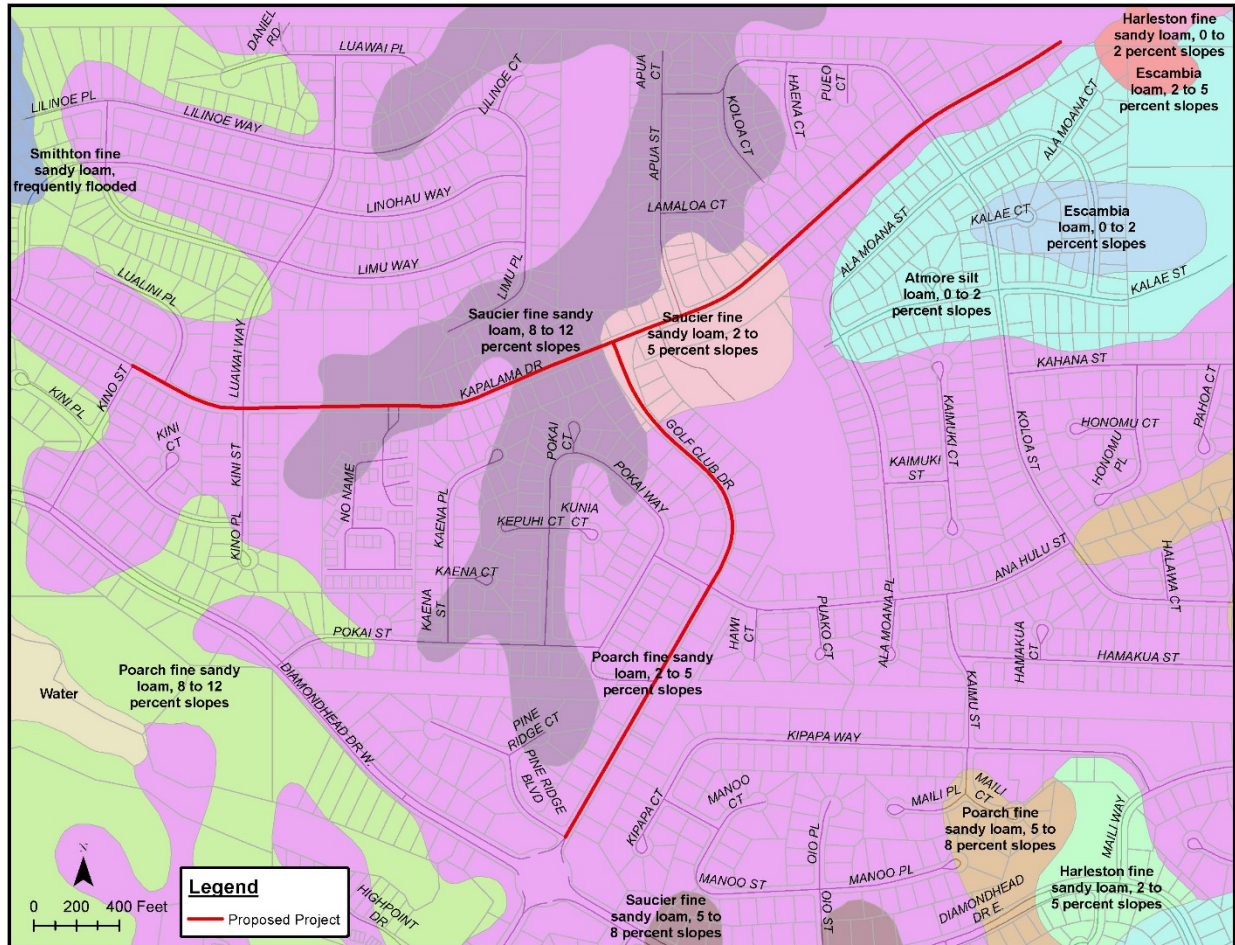 DANIEL
RD
LUAWAI PL
LILINOE CT
APUA
CT
KOLOA CT
HAENA CT
PUEO
CT
Harleston fine
sandy loam, 0 to
2 percent slopes
Escambia
loam, 2 to 5
percent slopes
LILINOE PL
LILINOE WAY
Smithton fine
sandy loam,
frequently flooded
APUA ST
ALA MOANA CT
LINOHAU WAY
LAMALOA CT
KALAE CT
Escambia
loam, 0 to 2
percent slopes
ALA MOANA ST
LIMU WAY
LIMU PL
LUALINI PL
KALAE ST
Atmore silt
loam, 0 to 2
percent slopes
Saucier fine sandy
loam, 8 to 12
percent slopes
Saucier fine
sandy loam, 2 to
5 percent slopes
LUAWAI WAY
KAPALAMA DR
KAHANA ST
KINO ST
KINI PL
KINI
CT
KINI ST
GOLF CLUB DR
KAIMUKI CT
KOLOA ST
HONOMU CT
HONOMU
PL
PAHOA CT
POKAI
CT
POKAI WAY
KAIMUKI
ST
NO NAME
KAENA PL
KEPUHI CT
KUNIA
CT
KINO PL
ANA HULU ST
HALAWA CT
KAENA CT
KAENA
ST
HAWI
CT
PUAKO CT
ALA MOANA PL
HAMAKUA
CT
HAMAKUA ST
POKAI ST
Poarch fine sandy
loam, 2 to 5
percent slopes
Poarch fine sandy
loam, 8 to 12
percent slopes
Water
DIAMONDHEAD DR W.
KAIMU ST
PINE
RIDGE CT
PINE RIDGE
BLVD
KIPAPA WAY
KIPAPA CT
MANOO
CT
OIO PL
MAILI PL
MAILI
CT
MAILI WAY
Poarch fine
sandy loam, 5 to
8 percent slopes
MANOO ST
MANOO PL
OIO ST
Harleston fine
sandy loam, 2 to
5 percent slopes
DIAMONDHEAD
DR E
Saucier fine
sandy loam, 5 to
8 percent slopes
HIGHPOINT
DR
N
0 200 400 Feet
Legend
Proposed Project